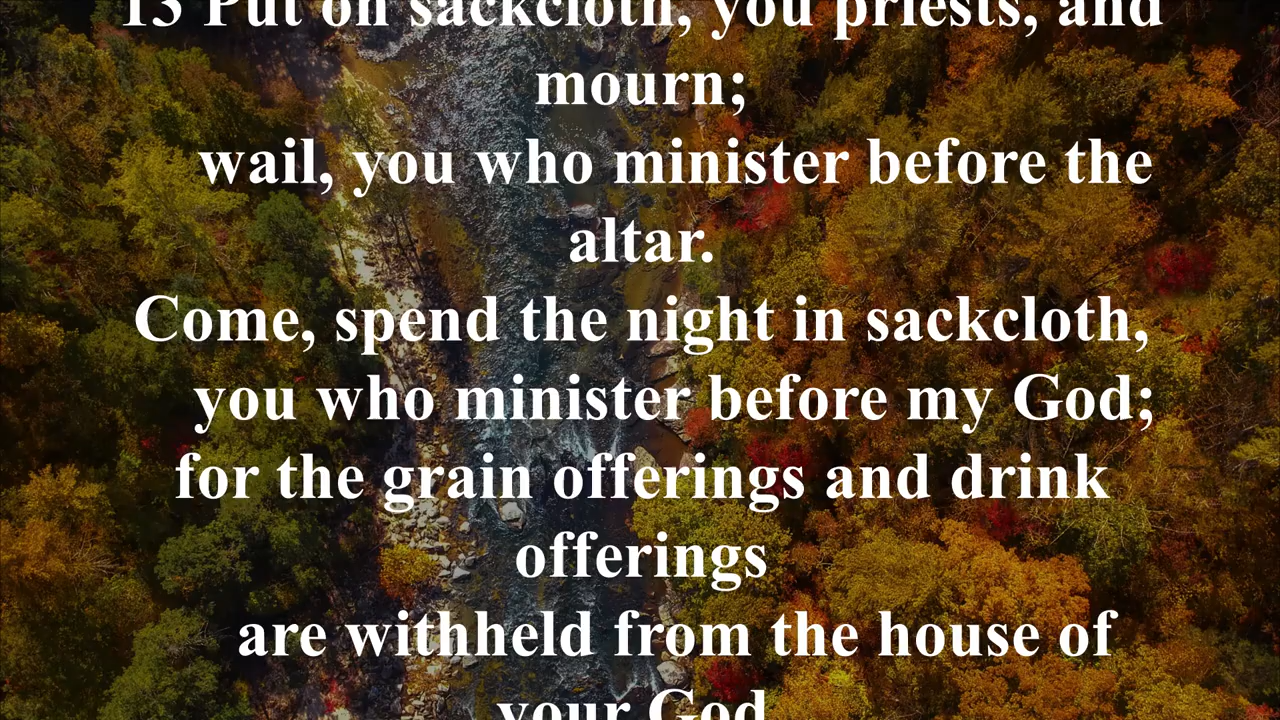 13 Put on sackcloth, you priests, and
mourn;
wail, you who minister before the
altar.
Come, spend the night in sackcloth,
you who minister before my God;
for the grain offerings and drink
offerings
are withheld from the house of
your God